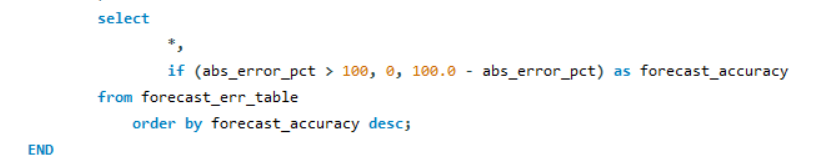 select
*,
if (abs_error_pct > 100, 0, 100.0 - abs_error_pct) as forecast_accuracy
from forecast_err_table
order by forecast_accuracy desc;
END